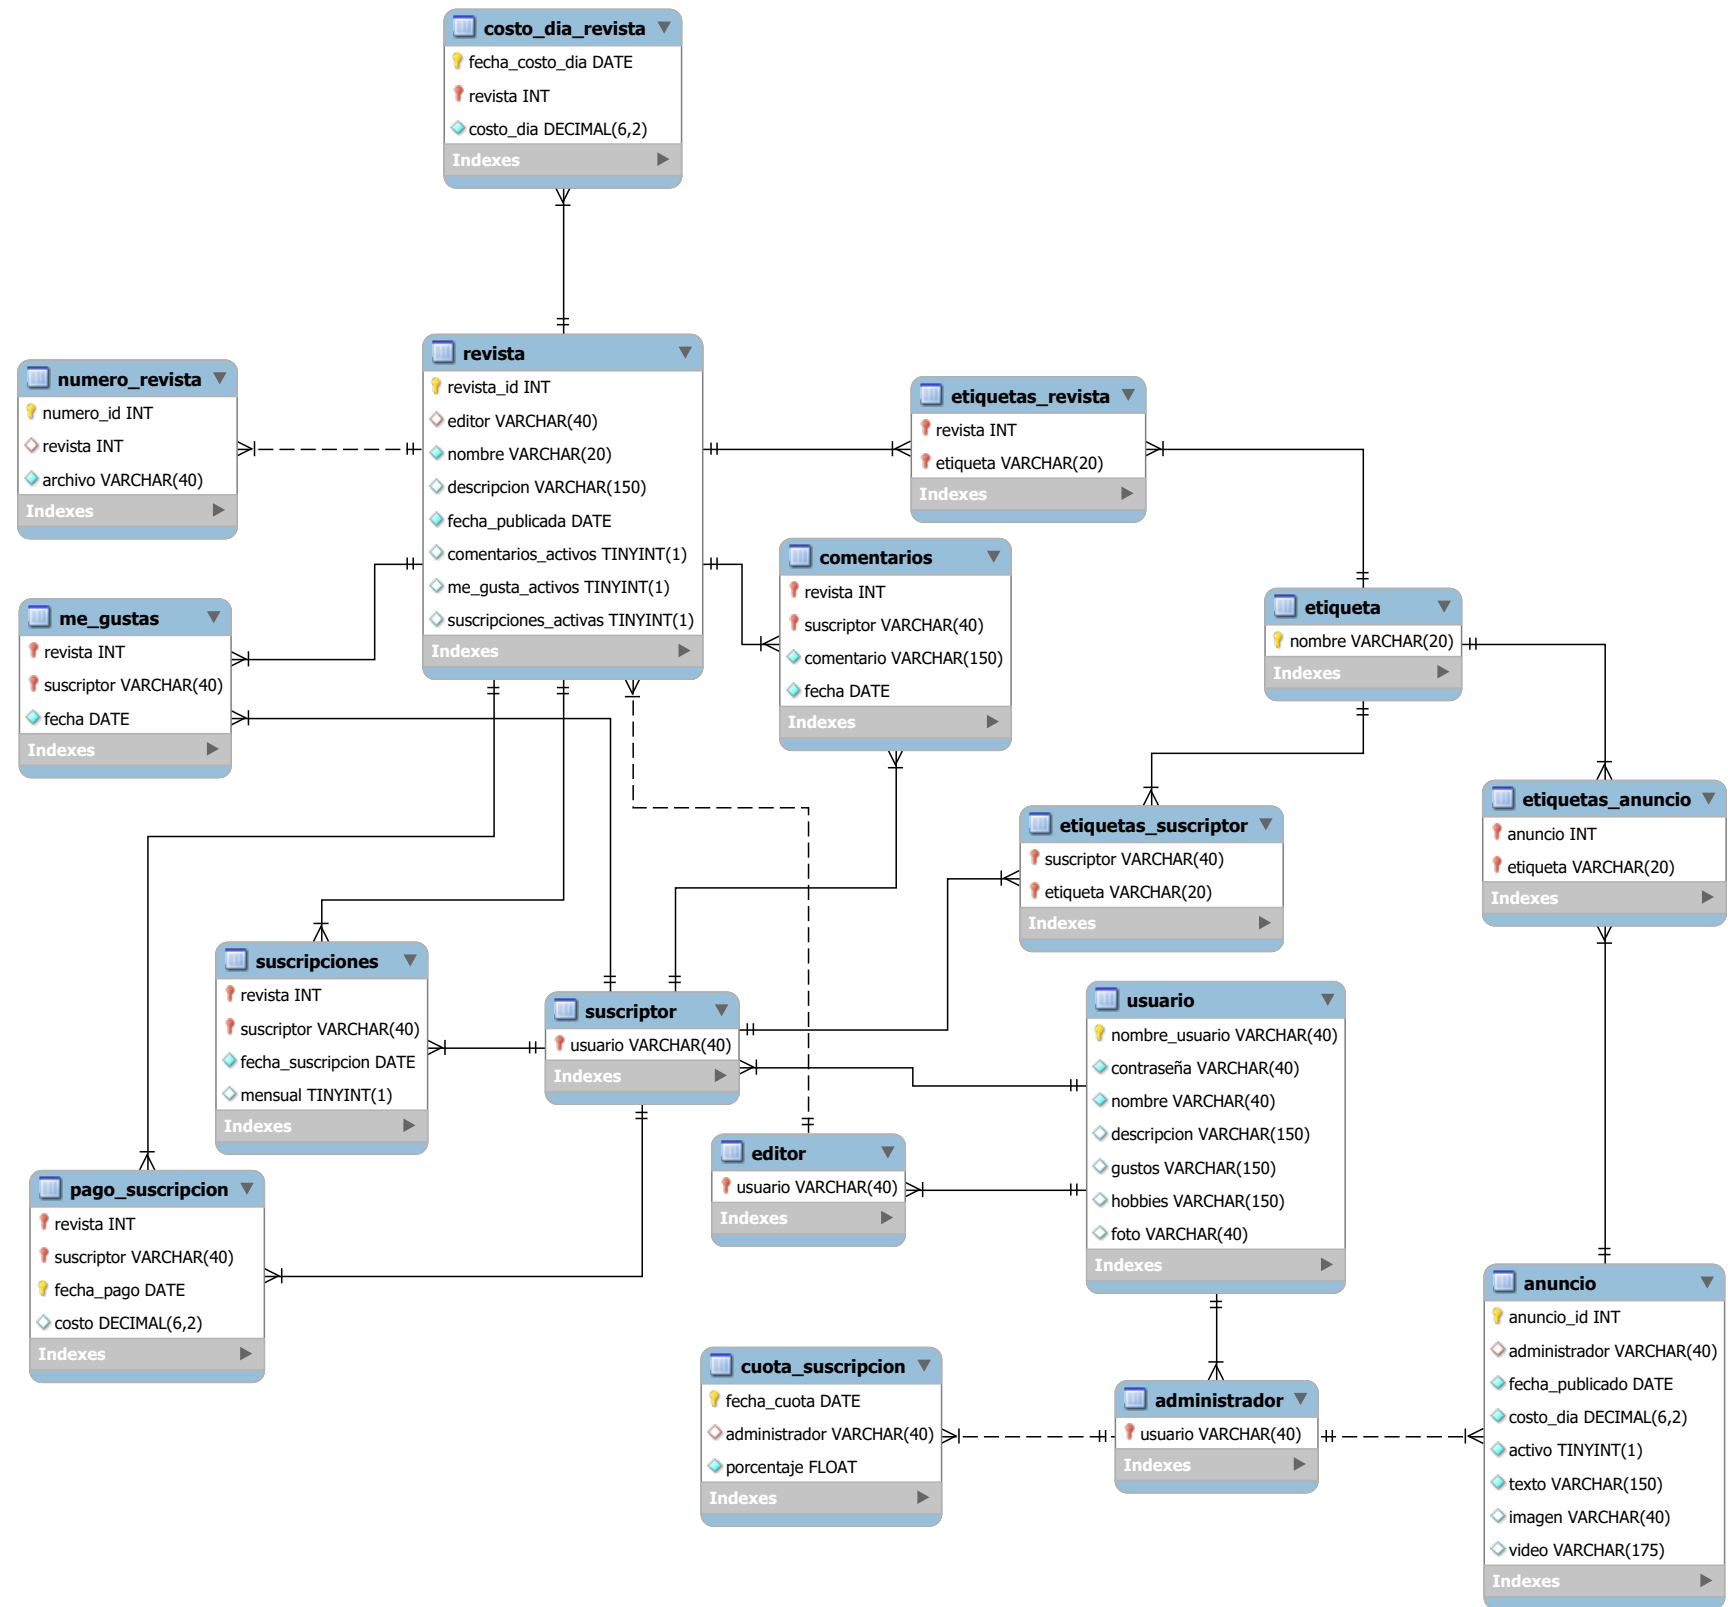 costo_dia_revista
fecha_costo_dia DATE
revista INT
costo_dia DECIMAL(6,2)
Indexes
revista
revista_id INT
editor VARCHAR(40)
nombre VARCHAR(20)
descripcion VARCHAR(150)
fecha_publicada DATE
comentarios_activos TINYINT(1)
me_gusta_activos TINYINT(1)
suscripciones_activas TINYINT(1)
Indexes
numero_revista
numero_id INT
revista INT
archivo VARCHAR(40)
Indexes
etiquetas_revista
revista INT
etiqueta VARCHAR(20)
Indexes
comentarios
revista INT
suscriptor VARCHAR(40)
comentario VARCHAR(150)
fecha DATE
Indexes
me_gustas
revista INT
suscriptor VARCHAR(40)
fecha DATE
Indexes
etiqueta
nombre VARCHAR(20)
Indexes
etiquetas_suscriptor
suscriptor VARCHAR(40)
etiqueta VARCHAR(20)
Indexes
etiquetas_anuncio
anuncio INT
etiqueta VARCHAR(20)
Indexes
suscripciones
revista INT
suscriptor VARCHAR(40)
fecha_suscripcion DATE
mensual TINYINT(1)
Indexes
suscriptor
usuario VARCHAR(40)
Indexes
usuario
nombre_usuario VARCHAR(40)
contraseña VARCHAR(40)
nombre VARCHAR(40)
descripcion VARCHAR(150)
gustos VARCHAR(150)
hobbies VARCHAR(150)
foto VARCHAR(40)
Indexes
editor
usuario VARCHAR(40)
Indexes
pago_suscripcion
revista INT
suscriptor VARCHAR(40)
fecha_pago DATE
costo DECIMAL(6,2)
Indexes
cuota_suscripcion
fecha_cuota DATE
administrador VARCHAR(40)
porcentaje FLOAT
Indexes
administrador
usuario VARCHAR(40)
Indexes
anuncio
anuncio_id INT
administrador VARCHAR(40)
fecha_publicado DATE
costo_dia DECIMAL(6,2)
activo TINYINT(1)
texto VARCHAR(150)
imagen VARCHAR(40)
video VARCHAR(175)
Indexes